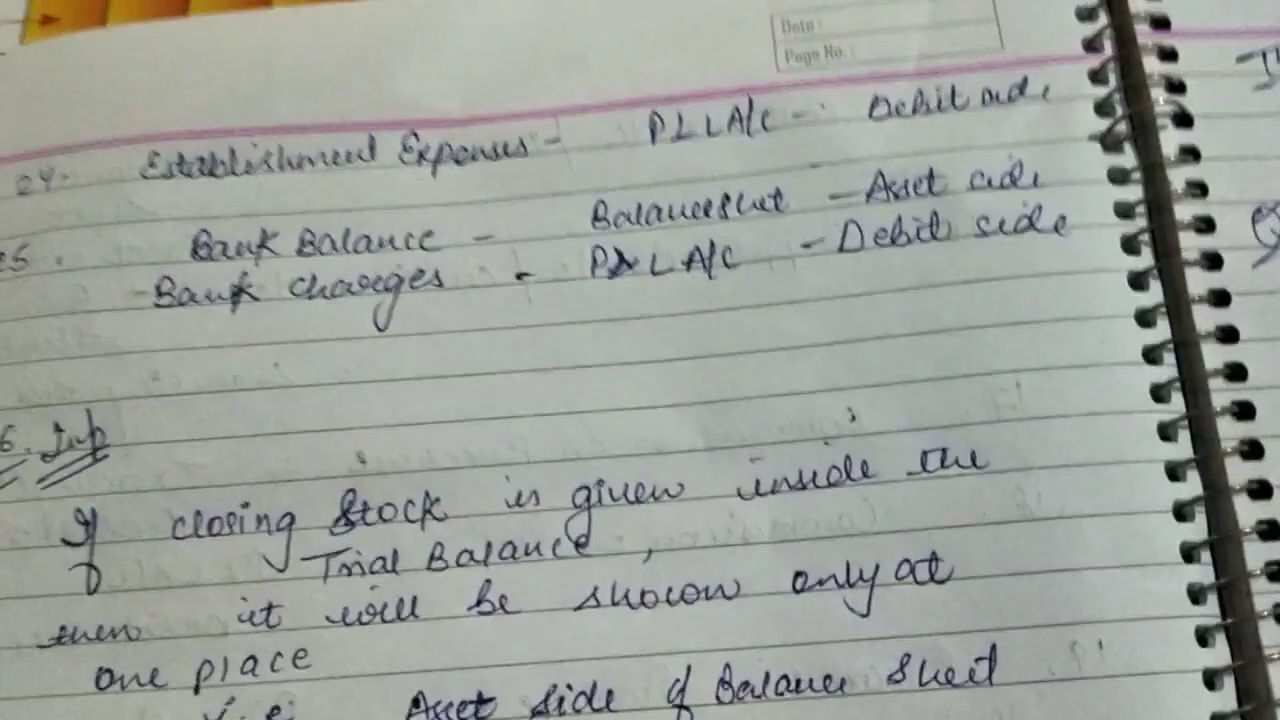 Date :
Page No. :
24. Establishment Expenses - P & L A/c - Debit side
25. Bank Balance - Balance sheet - Asset side
Bank charges - P & L A/c - Debit side
6. Imp
If closing Stock is given inside the
Trial Balance,
then it will be shown only at
one place
i.e. Asset side of Balance Sheet